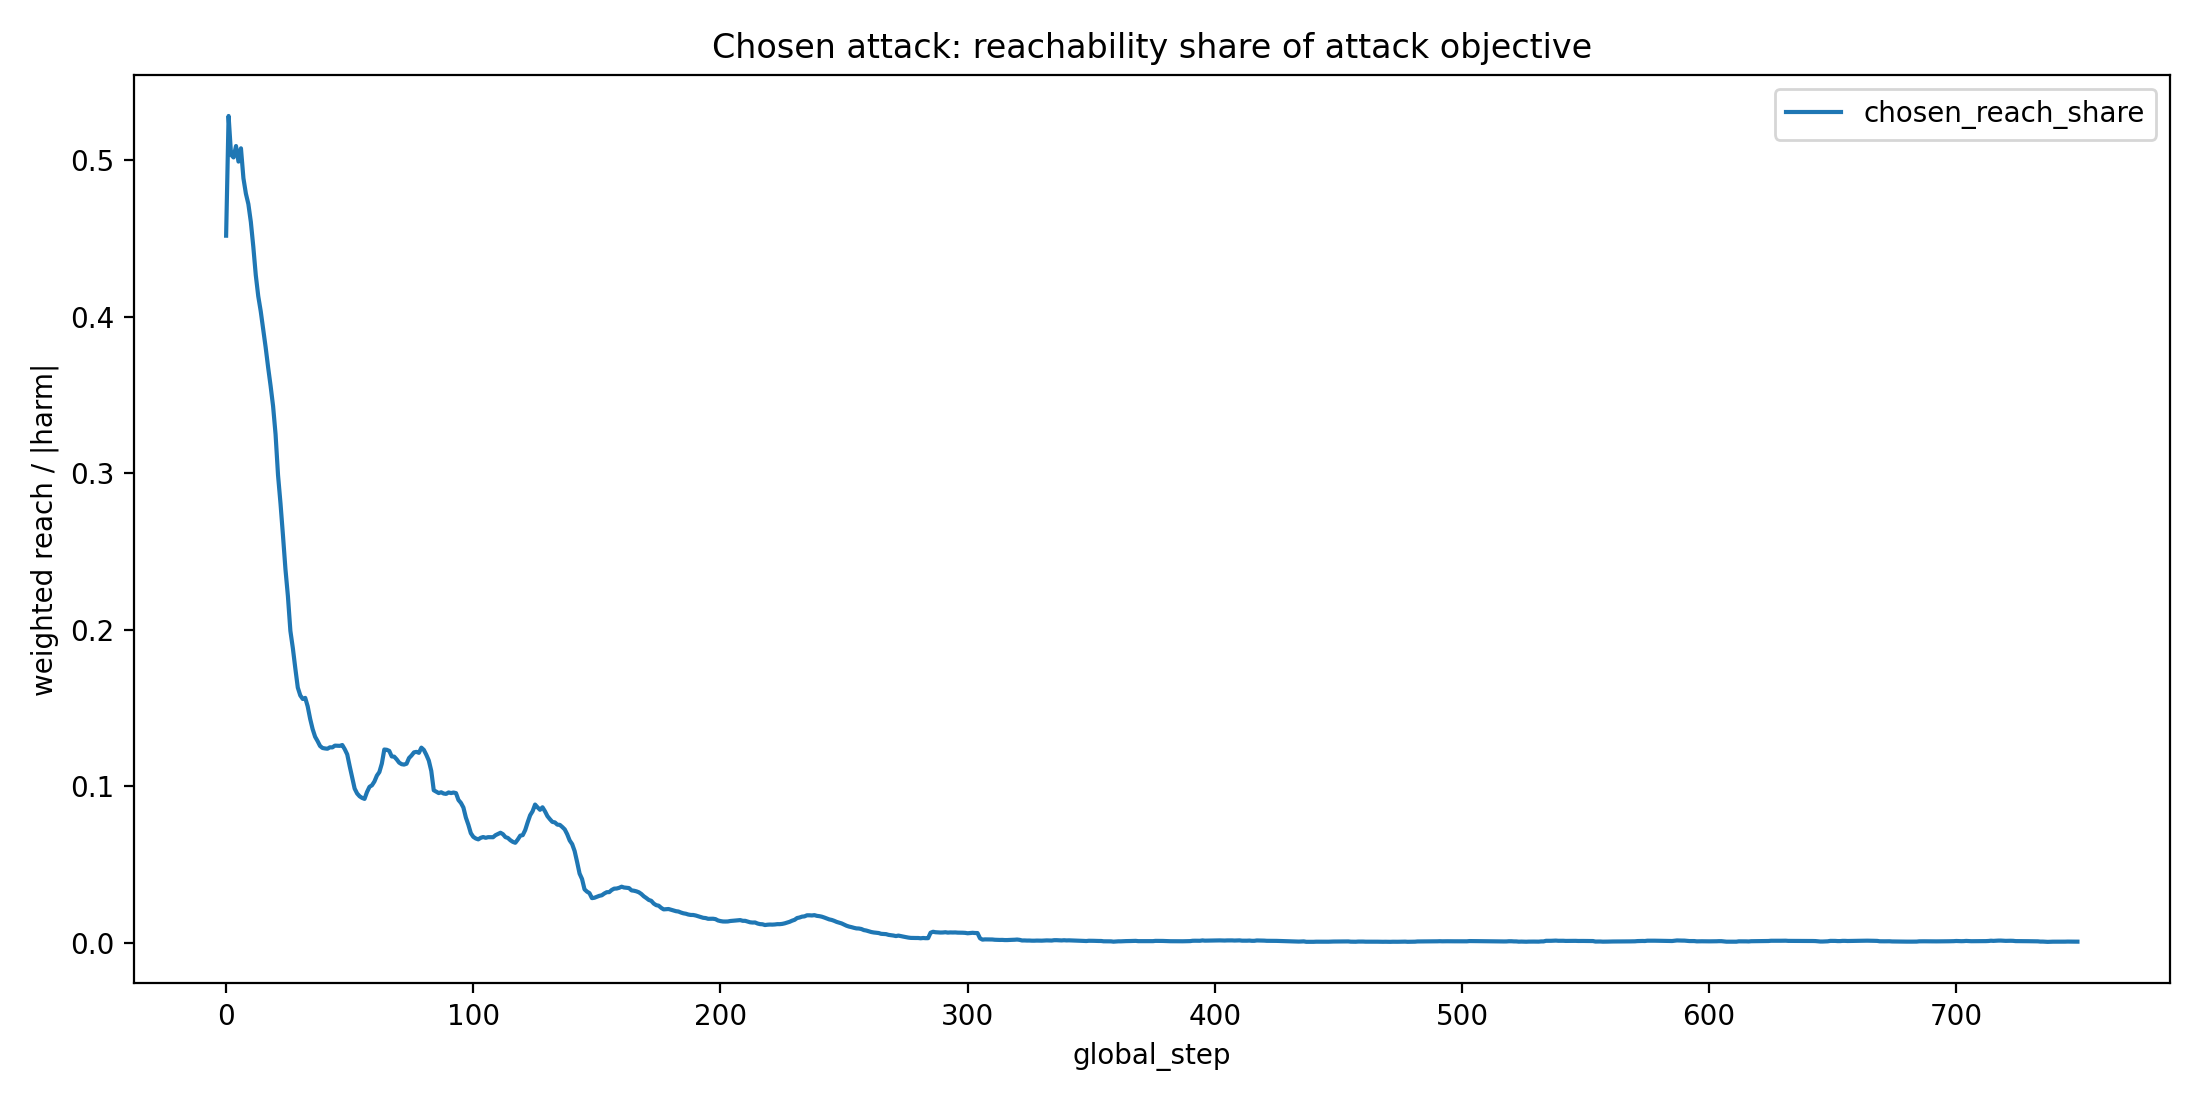 Chosen attack: reachability share of attack objective
chosen_reach_share
weighted reach / |harm|
0.5
0.4
0.3
0.2
0.1
0.0
0 100 200 300 400 500 600 700
global_step